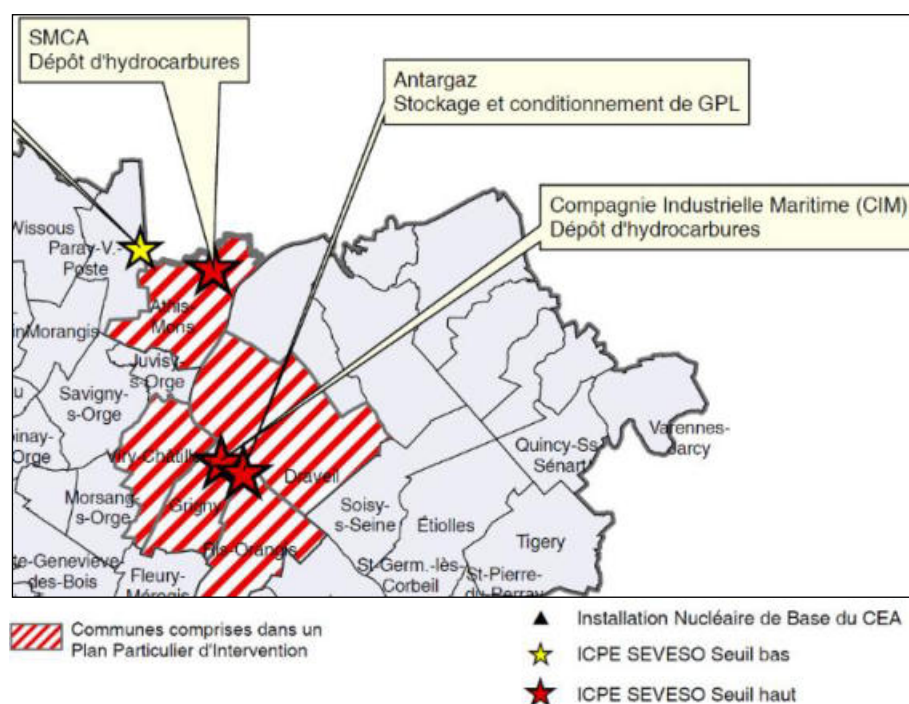 SMCA
Dépôt d'hydrocarbures
Antargaz
Stockage et conditionnement de GPL
Compagnie Industrielle Maritime (CIM)
Dépôt d'hydrocarbures
Wissous
Paray-V.-
Poste
Athis-
Mons
Morangis
Juvisy-
s-Orge
Savigny-
s-Orge
Viry-Châtill
Draveil
Grigny
Morsang-
s-Orge
Ris-Orangis
Fleury-
Mérogis
te-Geneviève-
des-Bois
Soisy-
s-Seine
Étiolles
St-Germ.-lès-
Corbeil
St-Pierre-
du-Perray
Tigery
Quincy-Ss-
Sénart
Varennes-
Jarcy
Communes comprises dans un
Plan Particulier d'Intervention
Installation Nucléaire de Base du CEA
ICPE SEVESO Seuil bas
ICPE SEVESO Seuil haut